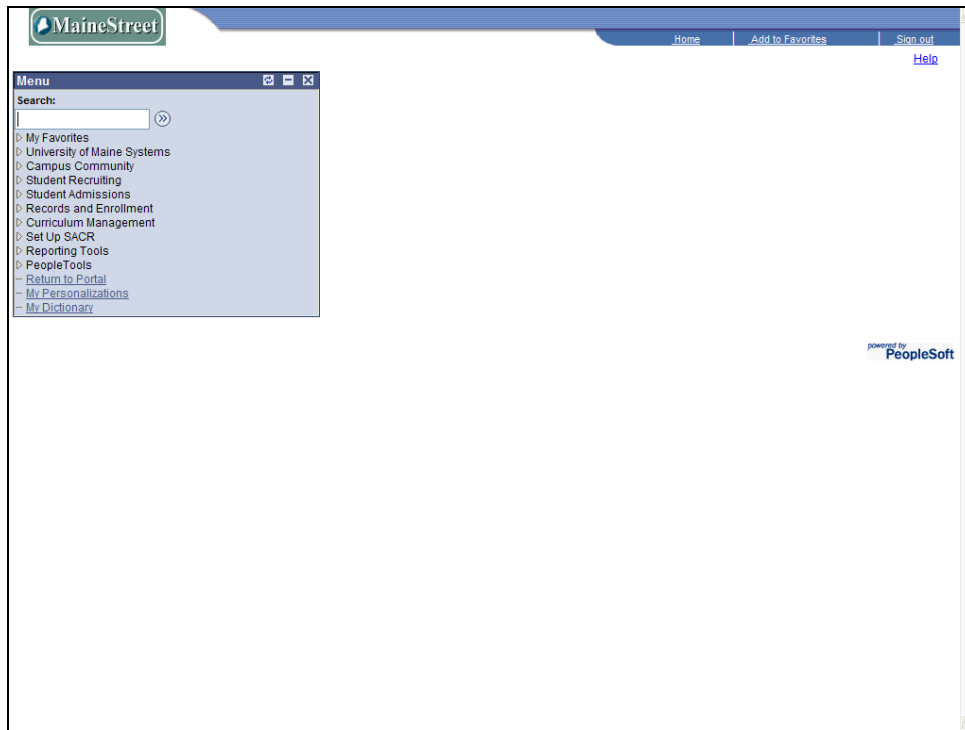 MaineStreet
Home Add to Favorites Sign out
Help
Menu
Search:
My Favorites
University of Maine Systems
Campus Community
Student Recruiting
Student Admissions
Records and Enrollment
Curriculum Management
Set Up SACR
Reporting Tools
PeopleTools
Return to Portal
My Personalizations
My Dictionary
powered by
PeopleSoft